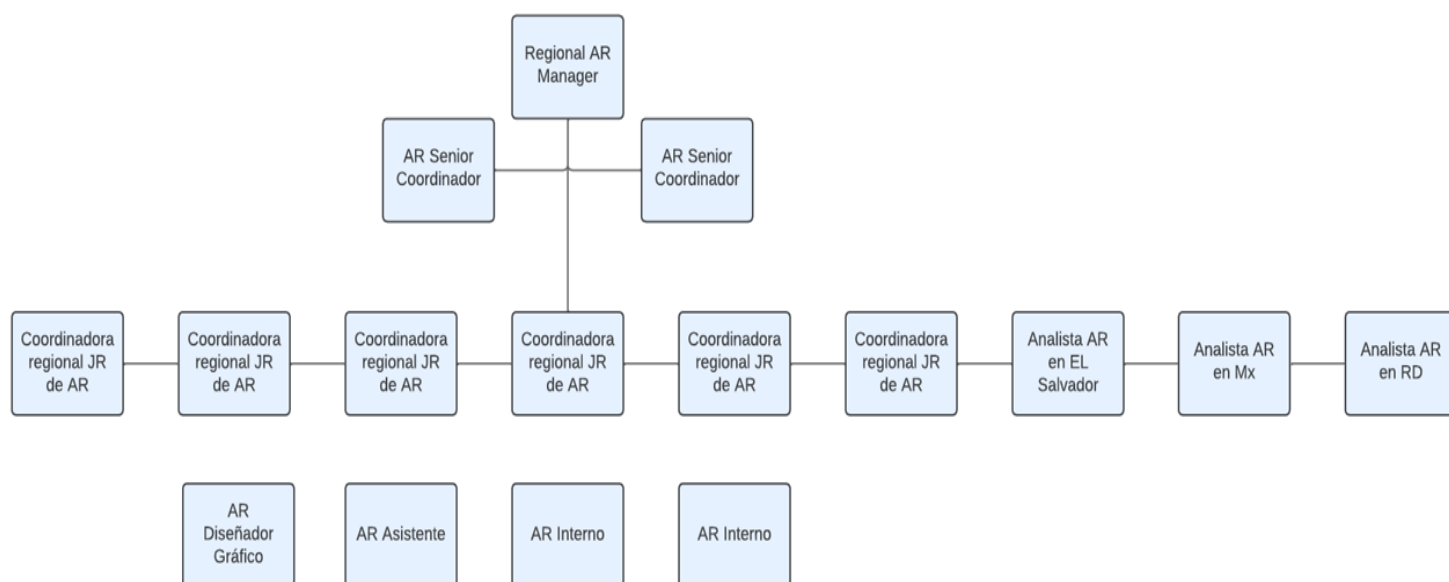 Regional AR
Manager
AR Senior
Coordinador
AR Senior
Coordinador
Coordinadora
regional JR
de AR
Coordinadora
regional JR
de AR
Coordinadora
regional JR
de AR
Coordinadora
regional JR
de AR
Coordinadora
regional JR
de AR
Coordinadora
regional JR
de AR
Analista AR
en EL
Salvador
Analista AR
en Mx
Analista AR
en RD
AR
Diseñador
Gráfico
AR Asistente
AR Interno
AR Interno